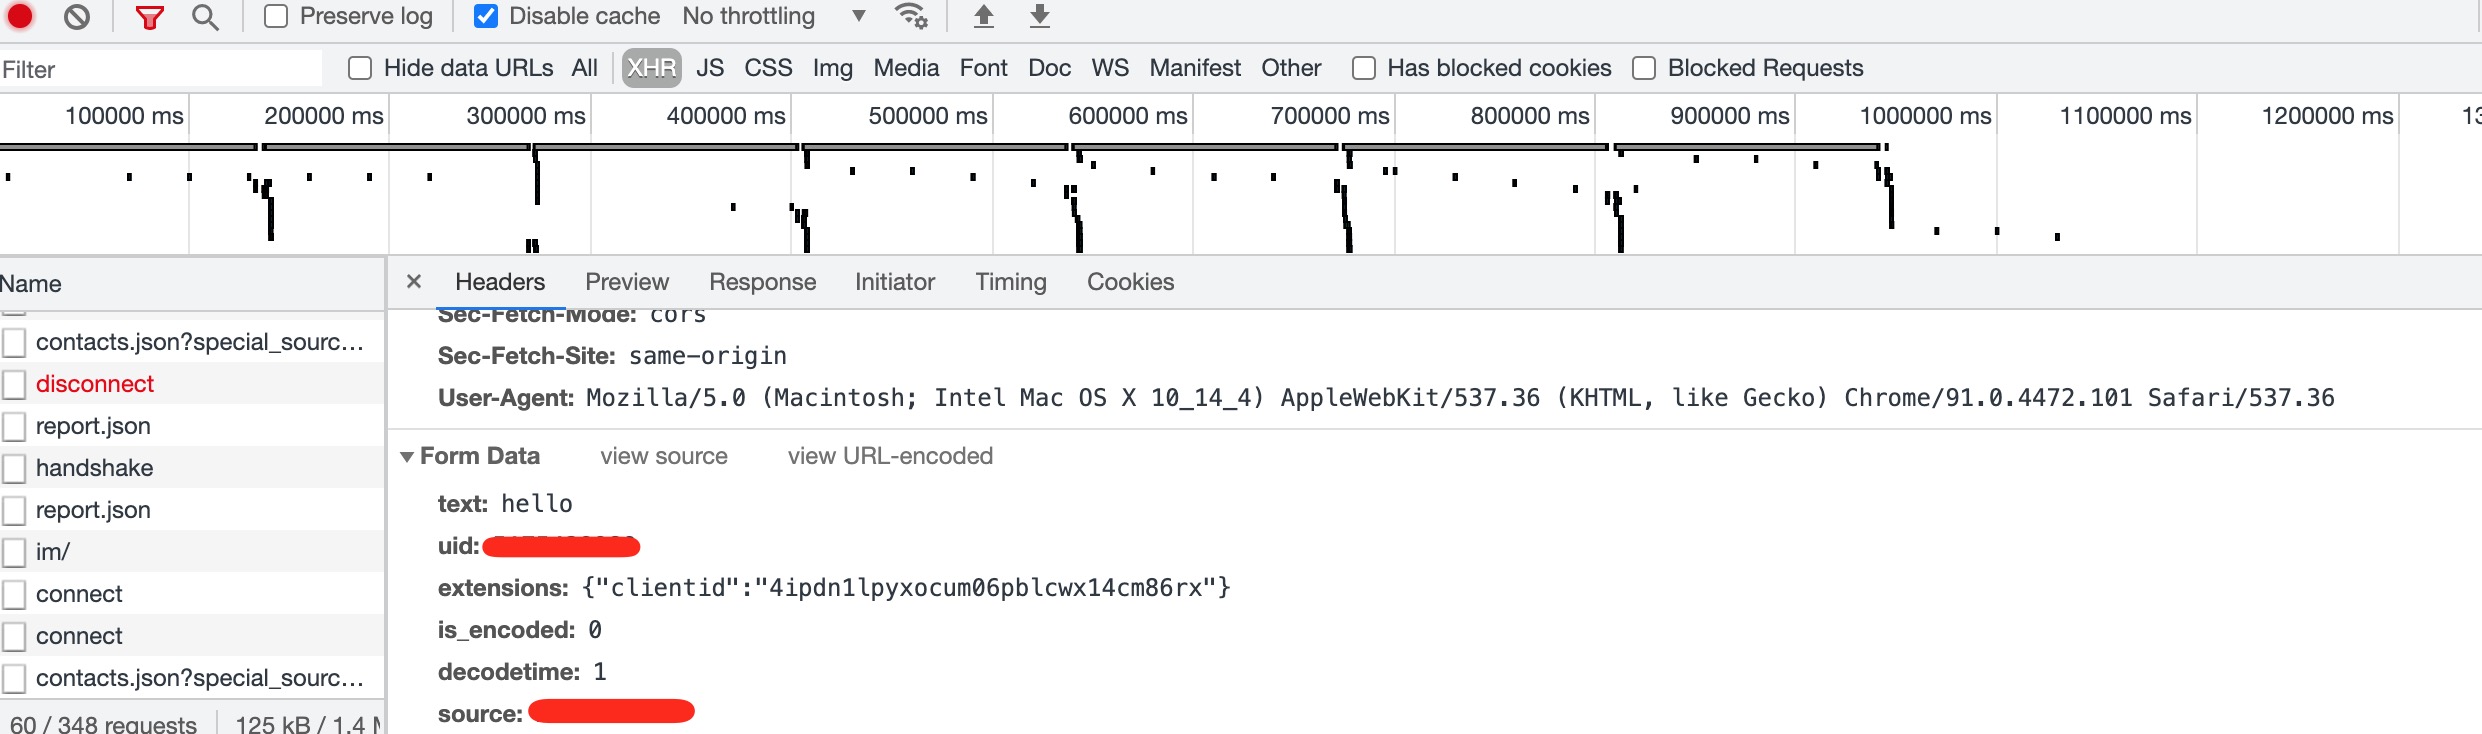 Preserve log Disable cache No throttling
Filter Hide data URLs All XHR JS CSS Img Media Font Doc WS Manifest Other Has blocked cookies Blocked Requests
100000 ms 200000 ms 300000 ms 400000 ms 500000 ms 600000 ms 700000 ms 800000 ms 900000 ms 1000000 ms 1100000 ms 1200000 ms 13
Name
contacts.json?special_sourc...
disconnect
report.json
handshake
report.json
im/
connect
connect
contacts.json?special_sourc...
60 / 348 requests 125 kB / 1.4 M
× Headers Preview Response Initiator Timing Cookies
Sec-Fetch-Mode: cors
Sec-Fetch-Site: same-origin
User-Agent: Mozilla/5.0 (Macintosh; Intel Mac OS X 10_14_4) AppleWebKit/537.36 (KHTML, like Gecko) Chrome/91.0.4472.101 Safari/537.36
Form Data view source view URL-encoded
text: hello
uid:
extensions: {"clientid":"4ipdn1lpyxocum06pblcwx14cm86rx"}
is_encoded: 0
decodetime: 1
source: